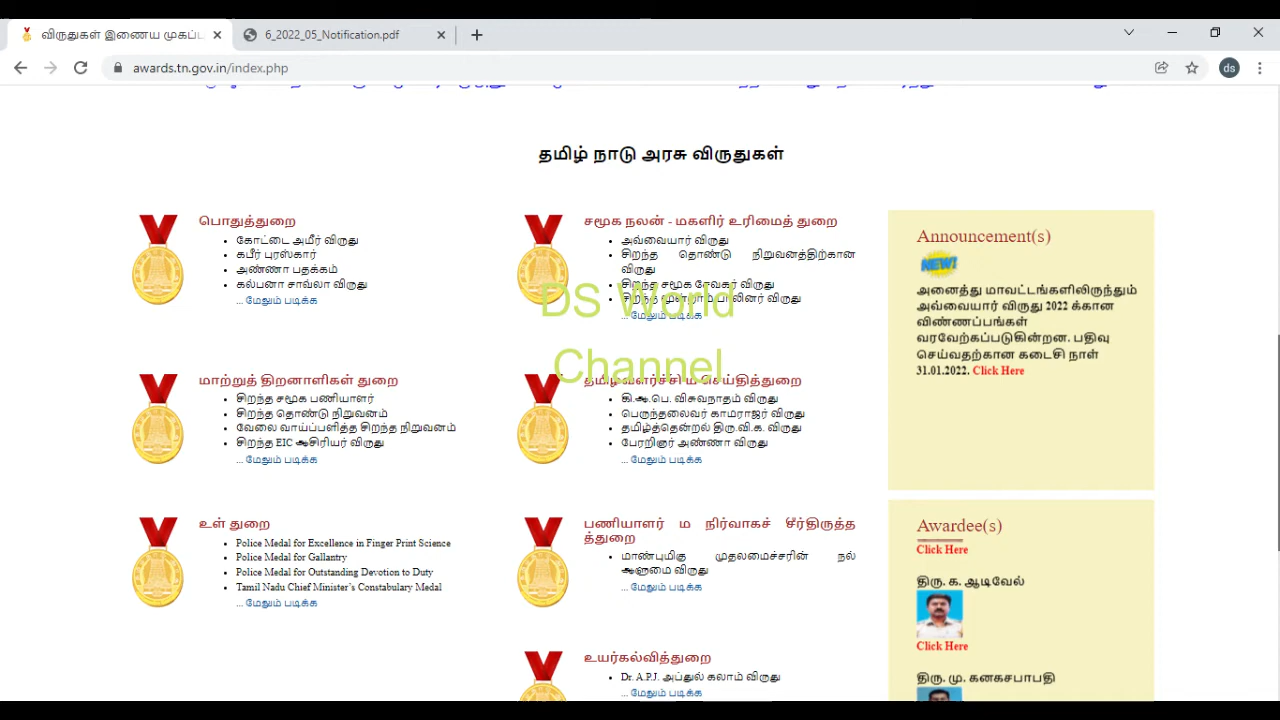 விருதுகள் இணைய முகப்ப
6_2022_05_Notification.pdf
awards.tn.gov.in/index.php
ds
தமிழ் நாடு அரசு விருதுகள்
பொதுத்துறை
கோட்டை அமீர் விருது
கபீர் புரஸ்கார்
அண்ணா பதக்கம்
கல்பனா சாவ்லா விருது
... மேலும் படிக்க
சமூக நலன் - மகளிர் உரிமைத் துறை
அவ்வையார் விருது
சிறந்த தொண்டு நிறுவனத்திற்கான
விருது
சிறந்த சமூக சேவகர் விருது
சிறந்த மூன்றாம் பாலினர் விருது
... மேலும் படிக்க
DS World
Channel
மாற்றுத் திறனாளிகள் துறை
சிறந்த சமூக பணியாளர்
சிறந்த தொண்டு நிறுவனம்
வேலை வாய்ப்பளித்த சிறந்த நிறுவனம்
சிறந்த EIC ஆசிரியர் விருது
... மேலும் படிக்க
தமிழ்வளர்ச்சி ம செய்தித்துறை
கி.ஆ.பெ. விசுவநாதம் விருது
பெருந்தலைவர் காமராஜர் விருது
தமிழ்த்தென்றல் திரு.வி.க. விருது
பேரறிஞர் அண்ணா விருது
... மேலும் படிக்க
உள் துறை
Police Medal for Excellence in Finger Print Science
Police Medal for Gallantry
Police Medal for Outstanding Devotion to Duty
Tamil Nadu Chief Minister's Constabulary Medal
... மேலும் படிக்க
பணியாளர் ம நிர்வாகச் சீர்திருத்த
த்துறை
மாண்புமிகு முதலமைச்சரின் நல்
ஆளுமை விருது
... மேலும் படிக்க
உயர்கல்வித்துறை
Dr. A.P.J. அப்துல் கலாம் விருது
... மேலும் படிக்க
Announcement(s)
NEW!
அனைத்து மாவட்டங்களிலிருந்தும்
அவ்வையார் விருது 2022 க்கான
விண்ணப்பங்கள்
வரவேற்கப்படுகின்றன. பதிவு
செய்வதற்கான கடைசி நாள்
31.01.2022. Click Here
Awardee(s)
Click Here
திரு. க. ஆடிவேல்
Click Here
திரு. மு. கனகசபாபதி